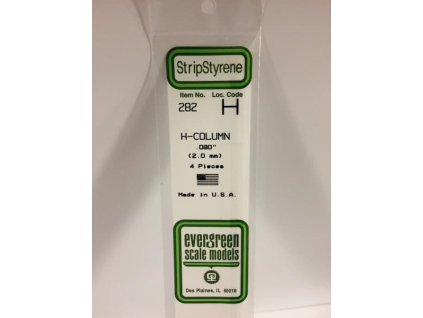 StripStyrene
Item No. Loc. Code
282 H
H-COLUMN
.080"
(2.0 mm)
4 Pieces
Made in U.S.A.
evergreen
scale models
Des Plaines, IL 60018